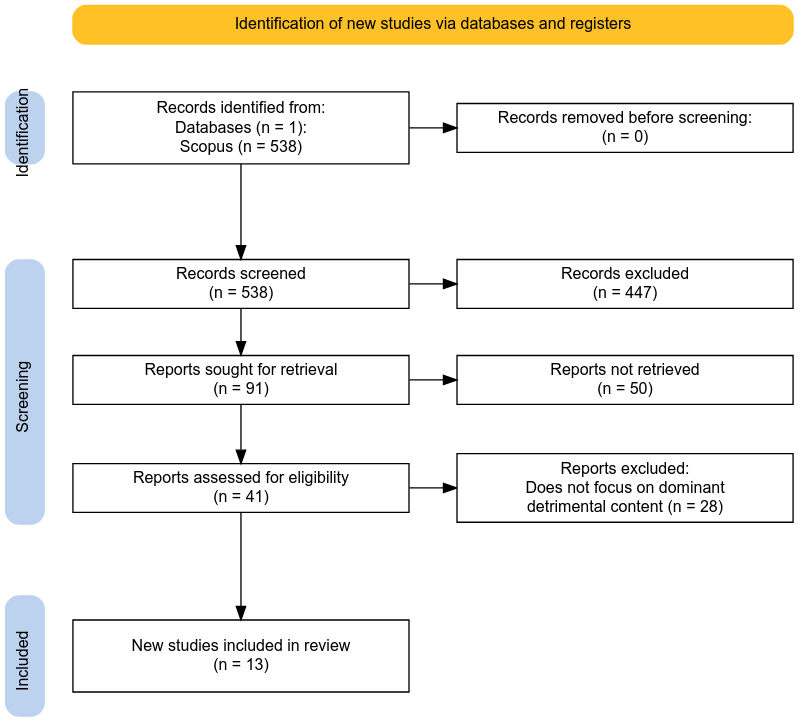 Identification of new studies via databases and registers
Identification
Records identified from:
Databases (n = 1):
Scopus (n = 538)
Records removed before screening:
(n = 0)
Screening
Records screened
(n = 538)
Records excluded
(n = 447)
Reports sought for retrieval
(n = 91)
Reports not retrieved
(n = 50)
Reports assessed for eligibility
(n = 41)
Reports excluded:
Does not focus on dominant
detrimental content (n = 28)
Included
New studies included in review
(n = 13)